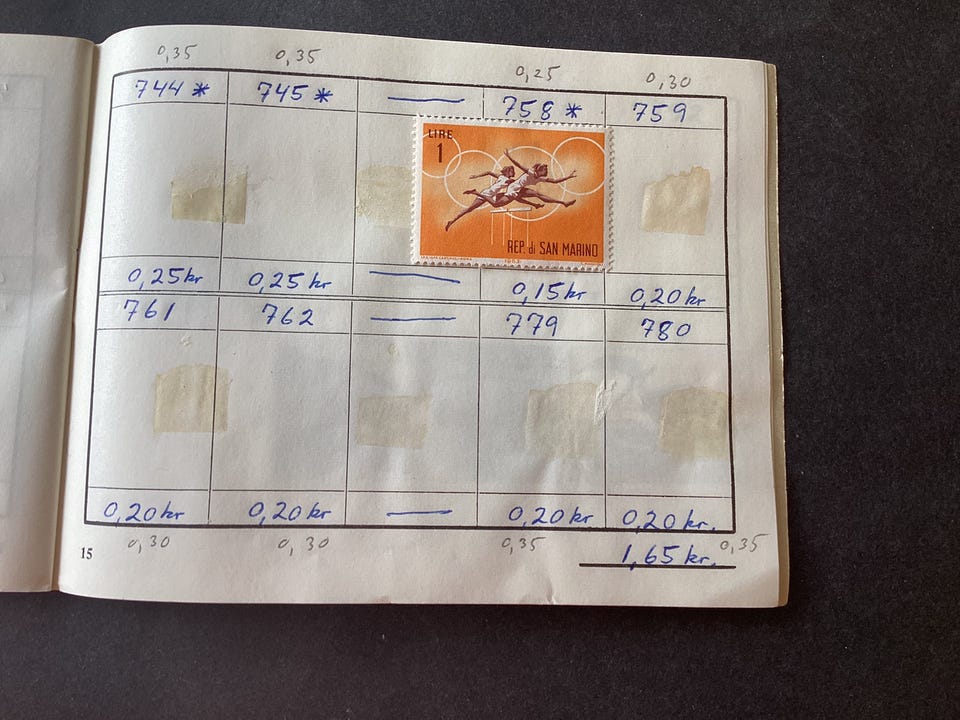 0,35 0,35 0,25 0,30
744 * 745 * — 758 * 759
LIRE
1
REP. di SAN MARINO
1963
0,25 kr 0,25 kr — 0,15 kr 0,20 kr
761 762 — 779 780
0,20 kr 0,20 kr — 0,20 kr 0,20 kr.
0,30 0,30 0,35 0,35
15 1,65 kr.